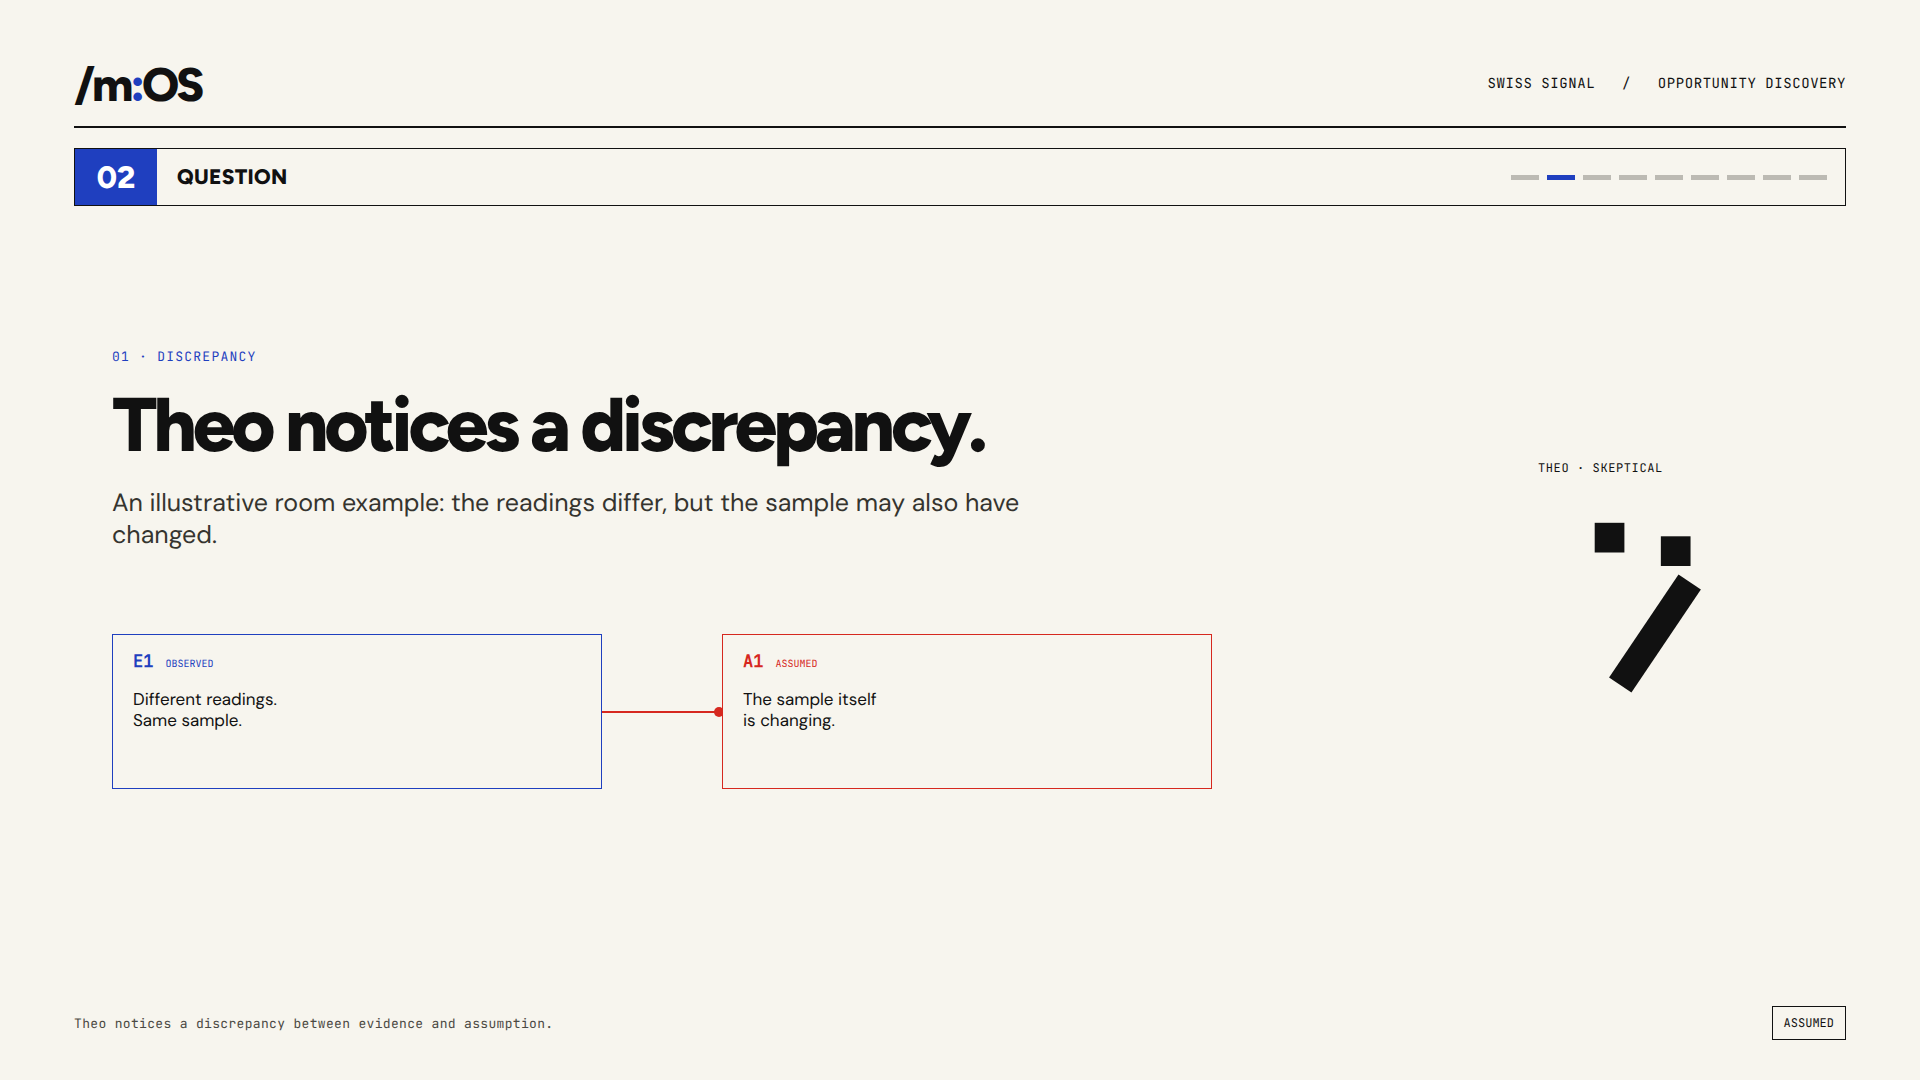 /m:OS
SWISS SIGNAL / OPPORTUNITY DISCOVERY
02 QUESTION
01 · DISCREPANCY
Theo notices a discrepancy.
An illustrative room example: the readings differ, but the sample may also have
changed.
THEO · SKEPTICAL
E1 OBSERVED
Different readings.
Same sample.
A1 ASSUMED
The sample itself
is changing.
Theo notices a discrepancy between evidence and assumption.
ASSUMED